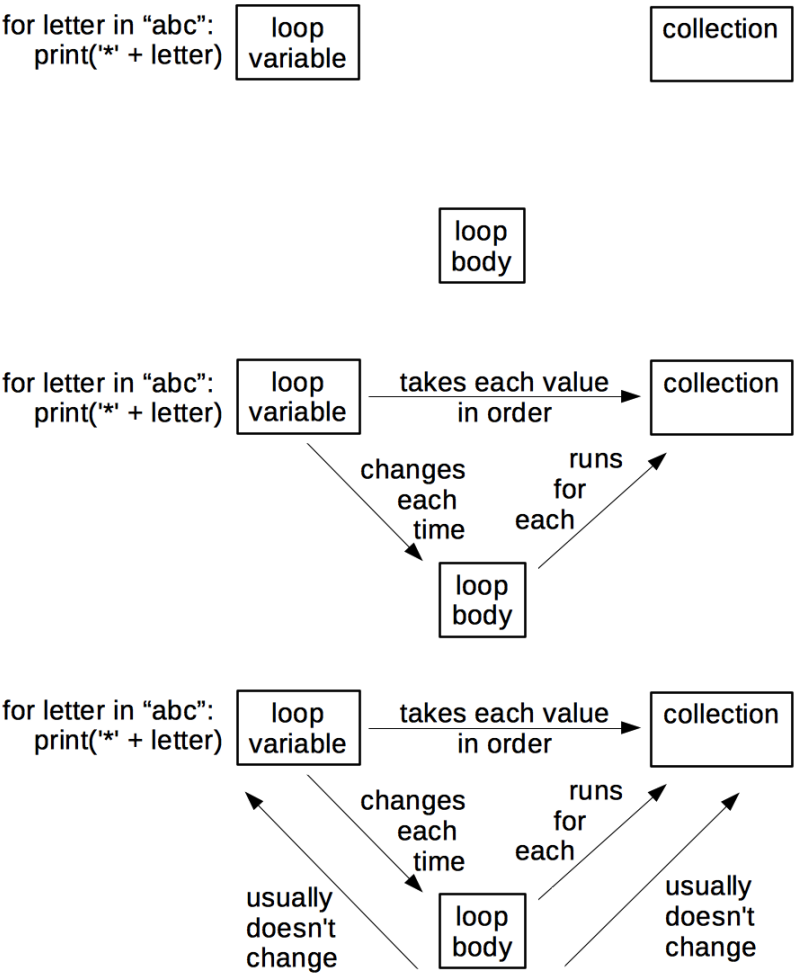 for letter in “abc”:
print('*' + letter)
loop
variable
collection
loop
body
for letter in “abc”:
print('*' + letter)
loop
variable
takes each value
in order
collection
changes
each
time
runs
for
each
loop
body
for letter in “abc”:
print('*' + letter)
loop
variable
takes each value
in order
collection
changes
each
time
runs
for
each
usually
doesn't
change
loop
body
usually
doesn't
change